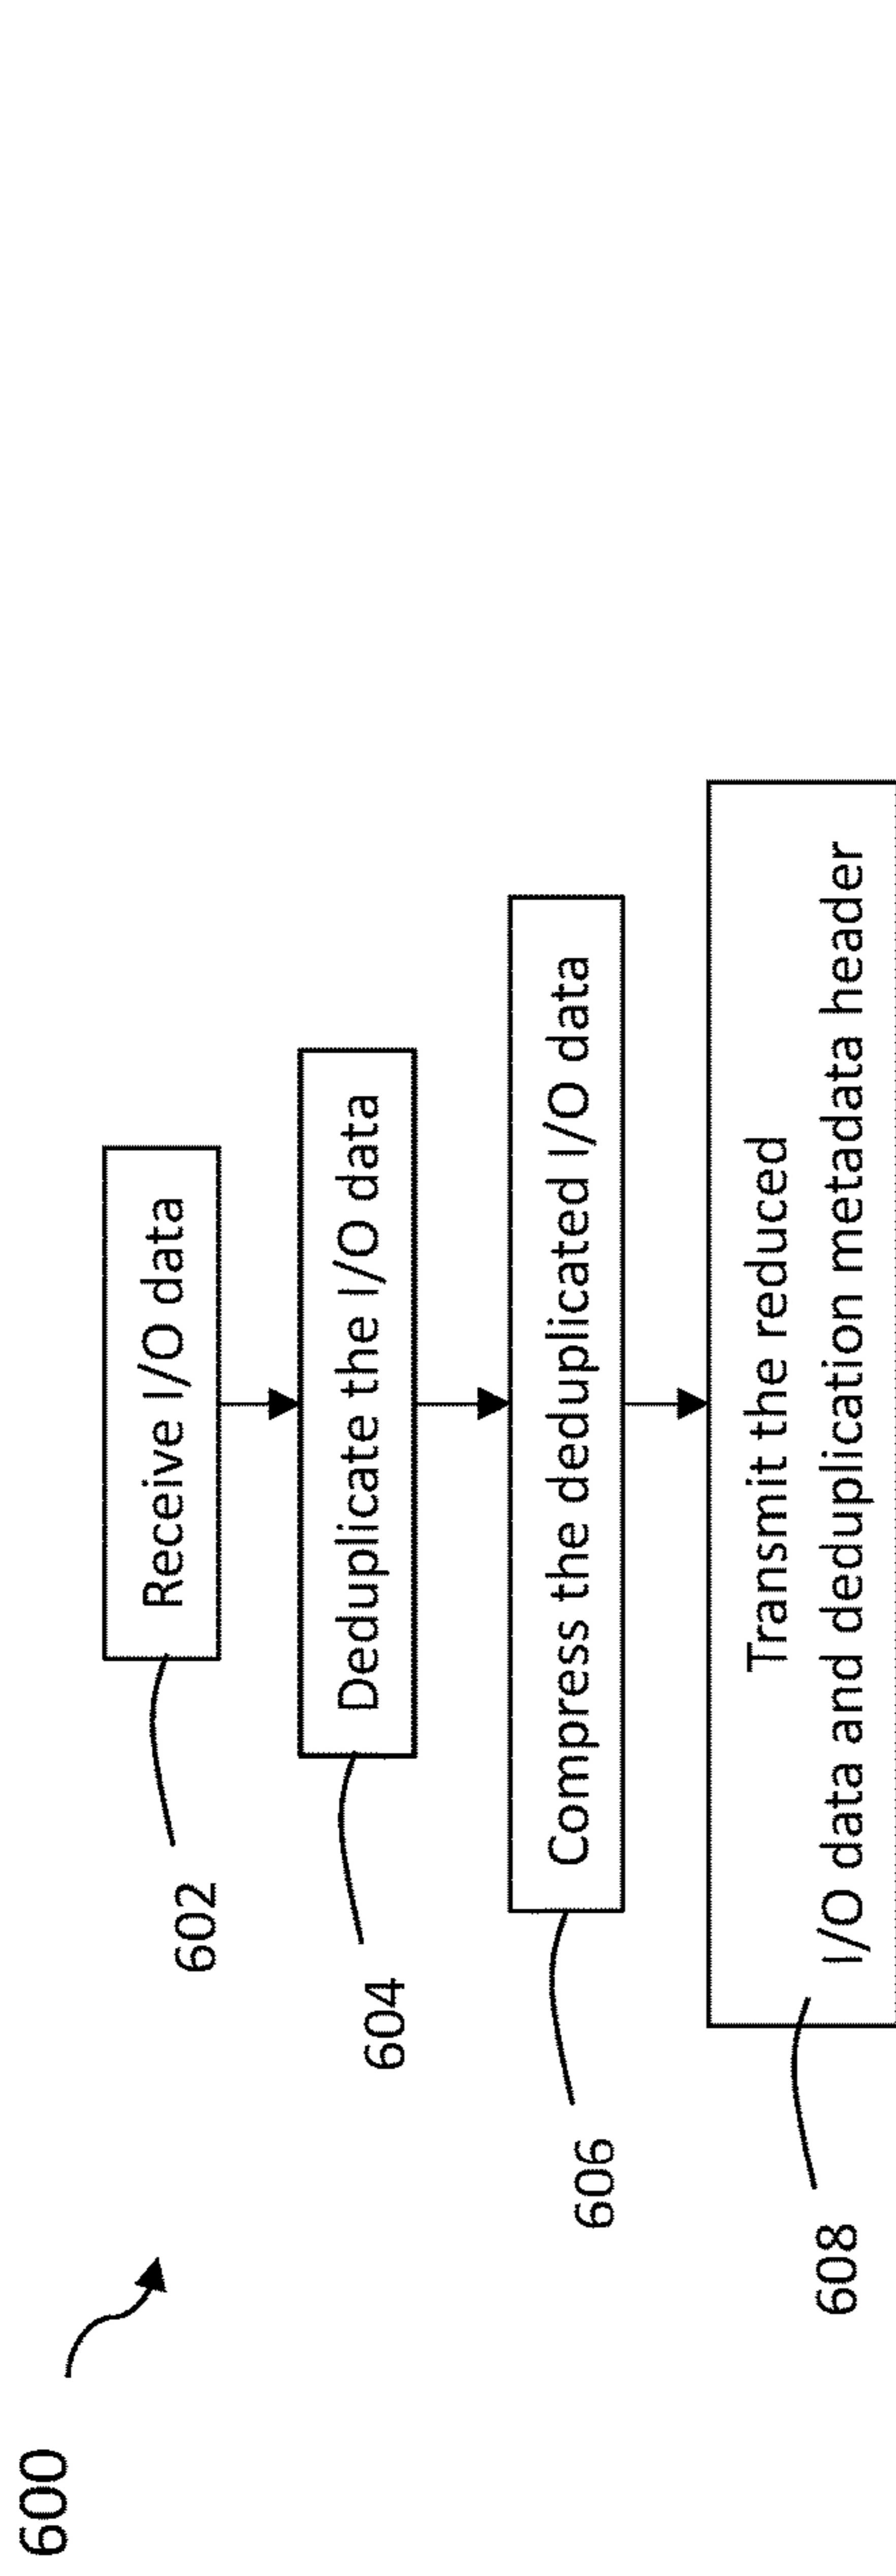 600
602
Receive I/O data
604
Deduplicate the I/O data
606
Compress the deduplicated I/O data
608
Transmit the reduced
I/O data and deduplication metadata header